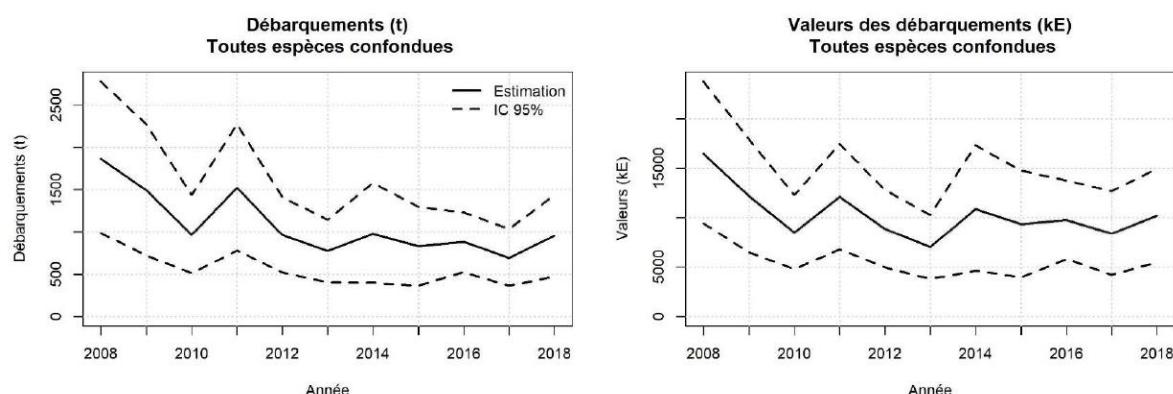 Débarquements (t)
Toutes espèces confondues
Estimation
IC 95%
Débarquements (t)
2500
1500
500
0
2008 2010 2012 2014 2016 2018
Année
Valeurs des débarquements (kE)
Toutes espèces confondues
Valeurs (kE)
15000
5000
0
2008 2010 2012 2014 2016 2018
Année